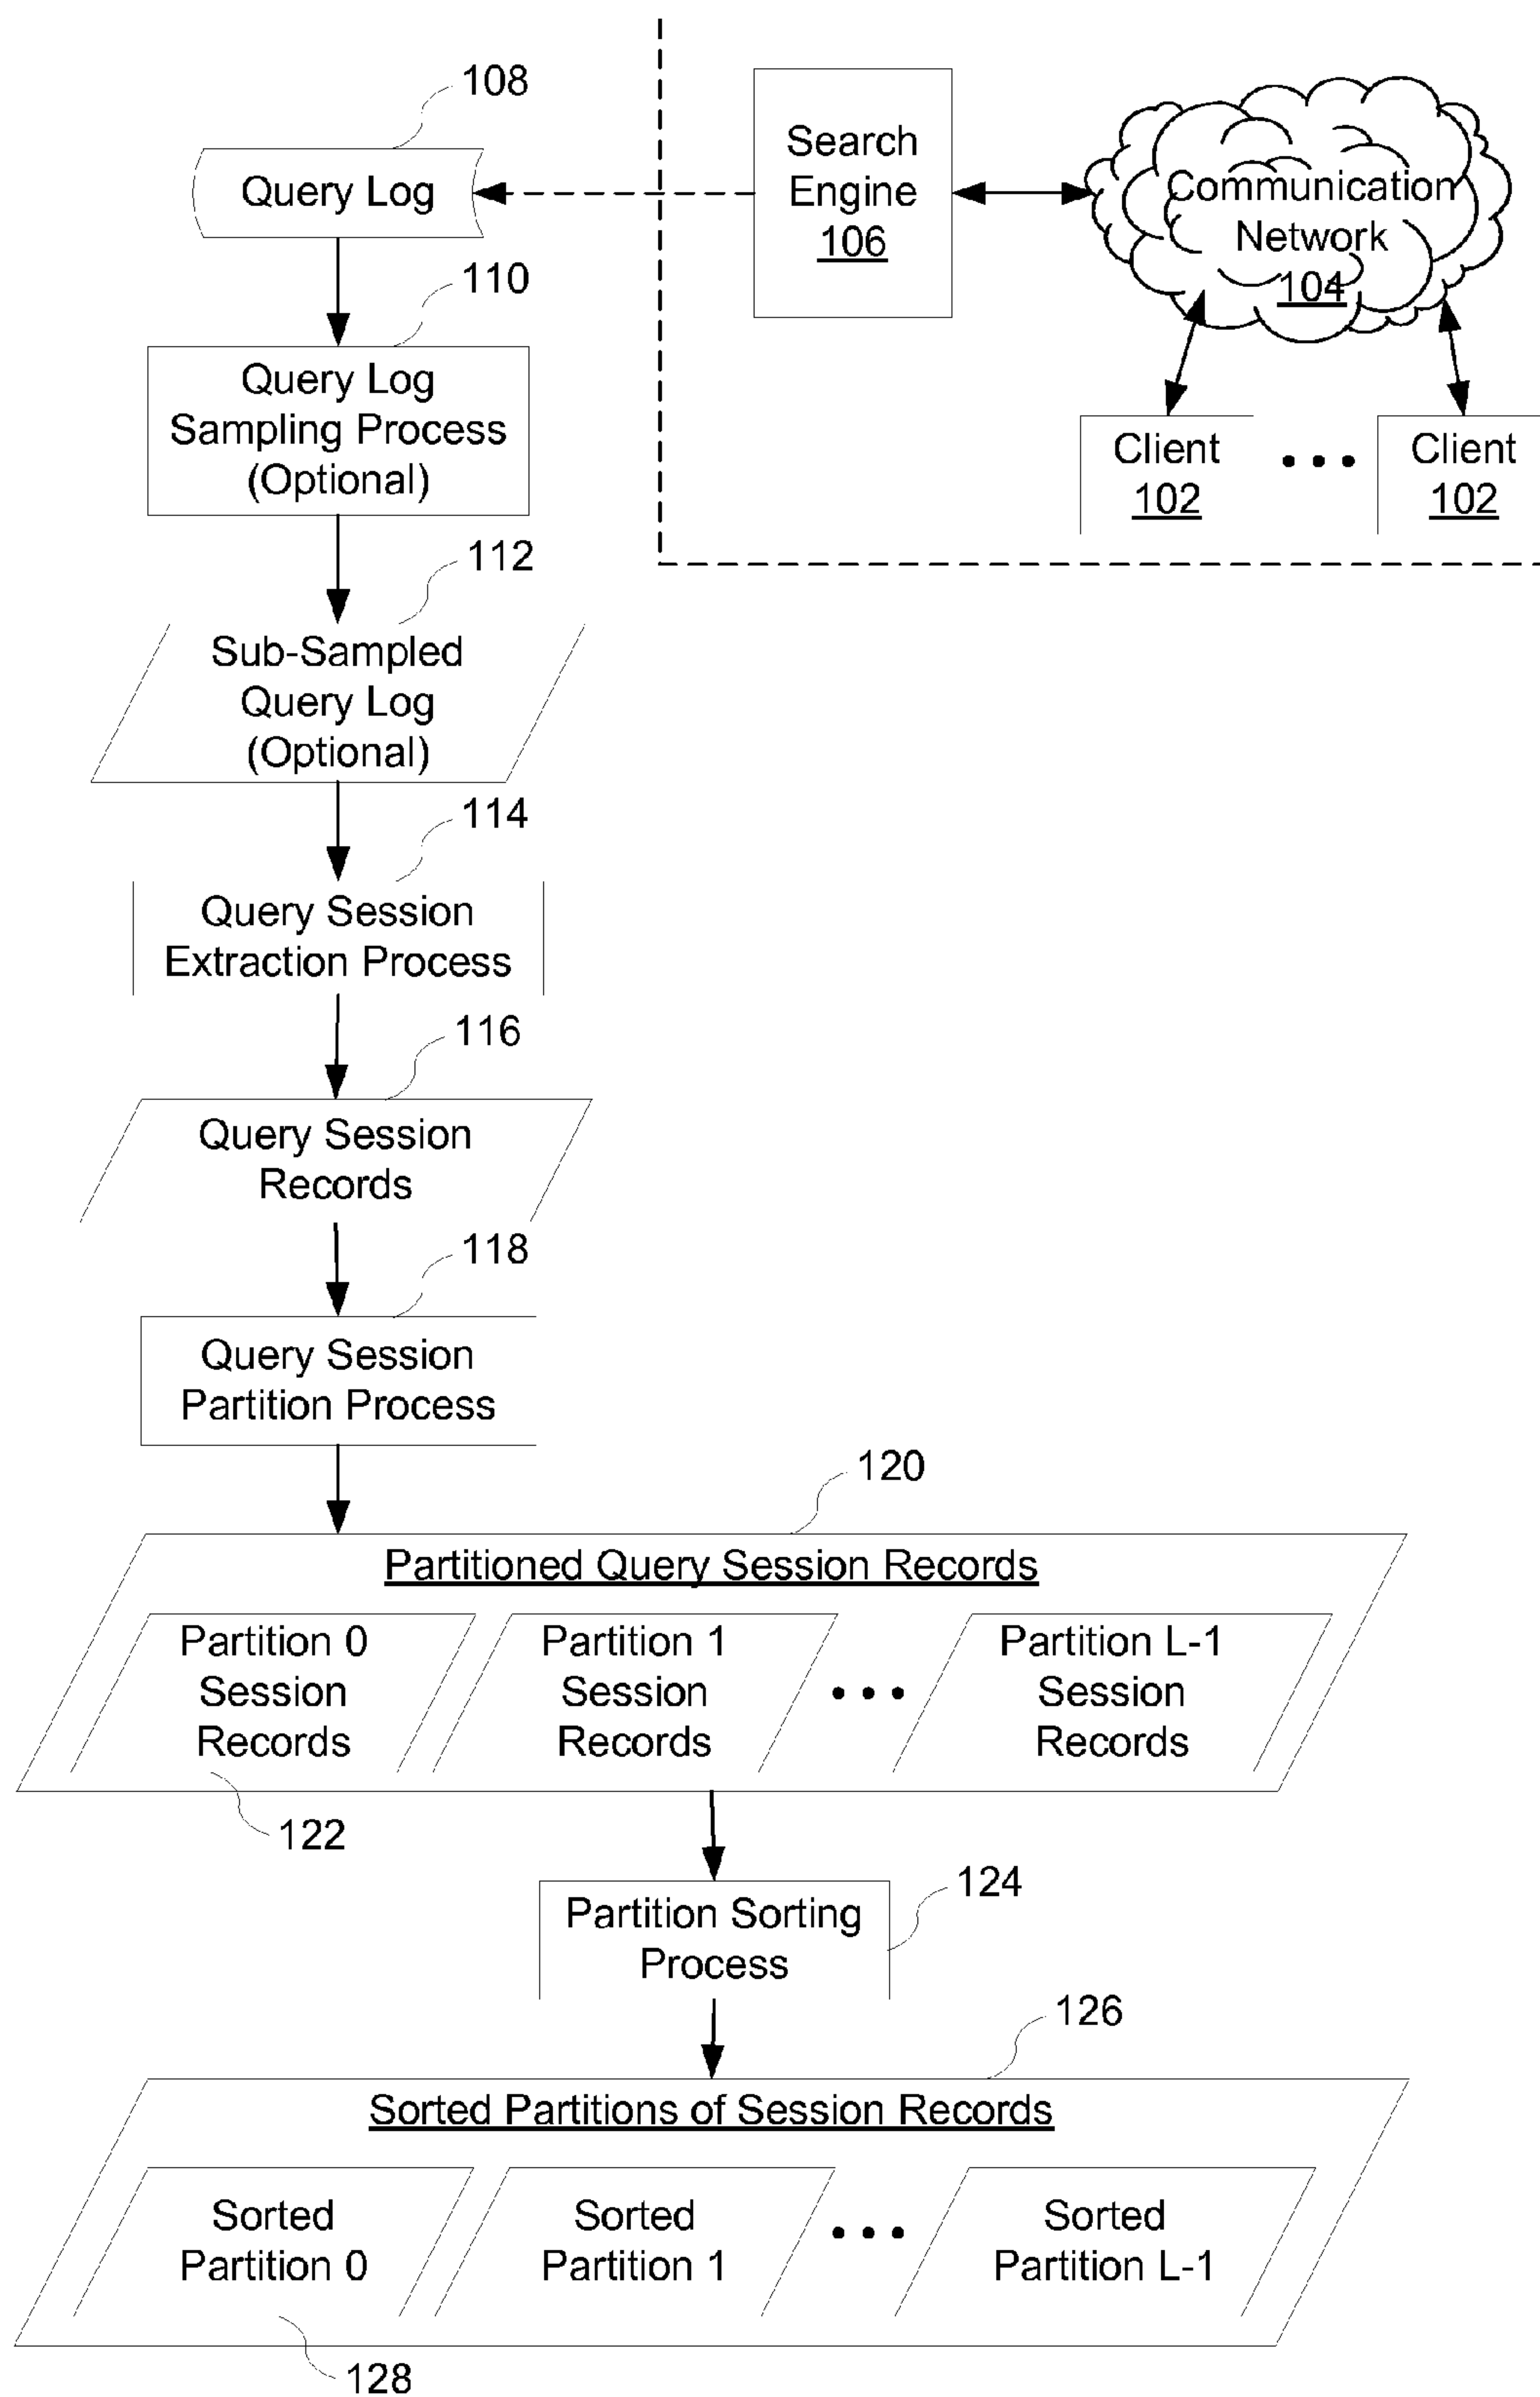 108
Query Log
Search
Engine
106
Communication
Network
104
110
Query Log
Sampling Process
(Optional)
Client
102
• • •
Client
102
112
Sub-Sampled
Query Log
(Optional)
114
Query Session
Extraction Process
116
Query Session
Records
118
Query Session
Partition Process
120
Partitioned Query Session Records
Partition 0
Session
Records
Partition 1
Session
Records
• • •
Partition L-1
Session
Records
122
124
Partition Sorting
Process
126
Sorted Partitions of Session Records
Sorted
Partition 0
Sorted
Partition 1
• • •
Sorted
Partition L-1
128